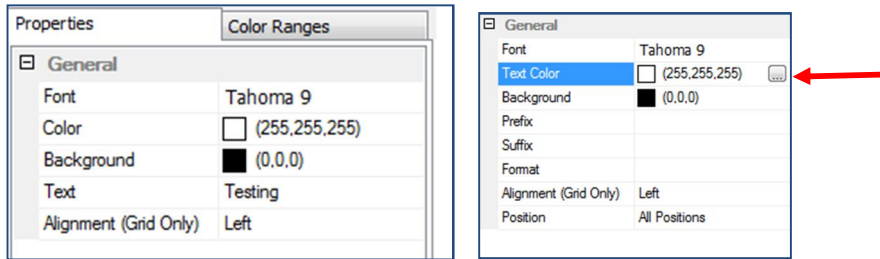 Properties Color Ranges
General
Font Tahoma 9
Color (255,255,255)
Background (0,0,0)
Text Testing
Alignment (Grid Only) Left
General
Font Tahoma 9
Text Color (255,255,255) ...
Background (0,0,0)
Prefix
Suffix
Format
Alignment (Grid Only) Left
Position All Positions